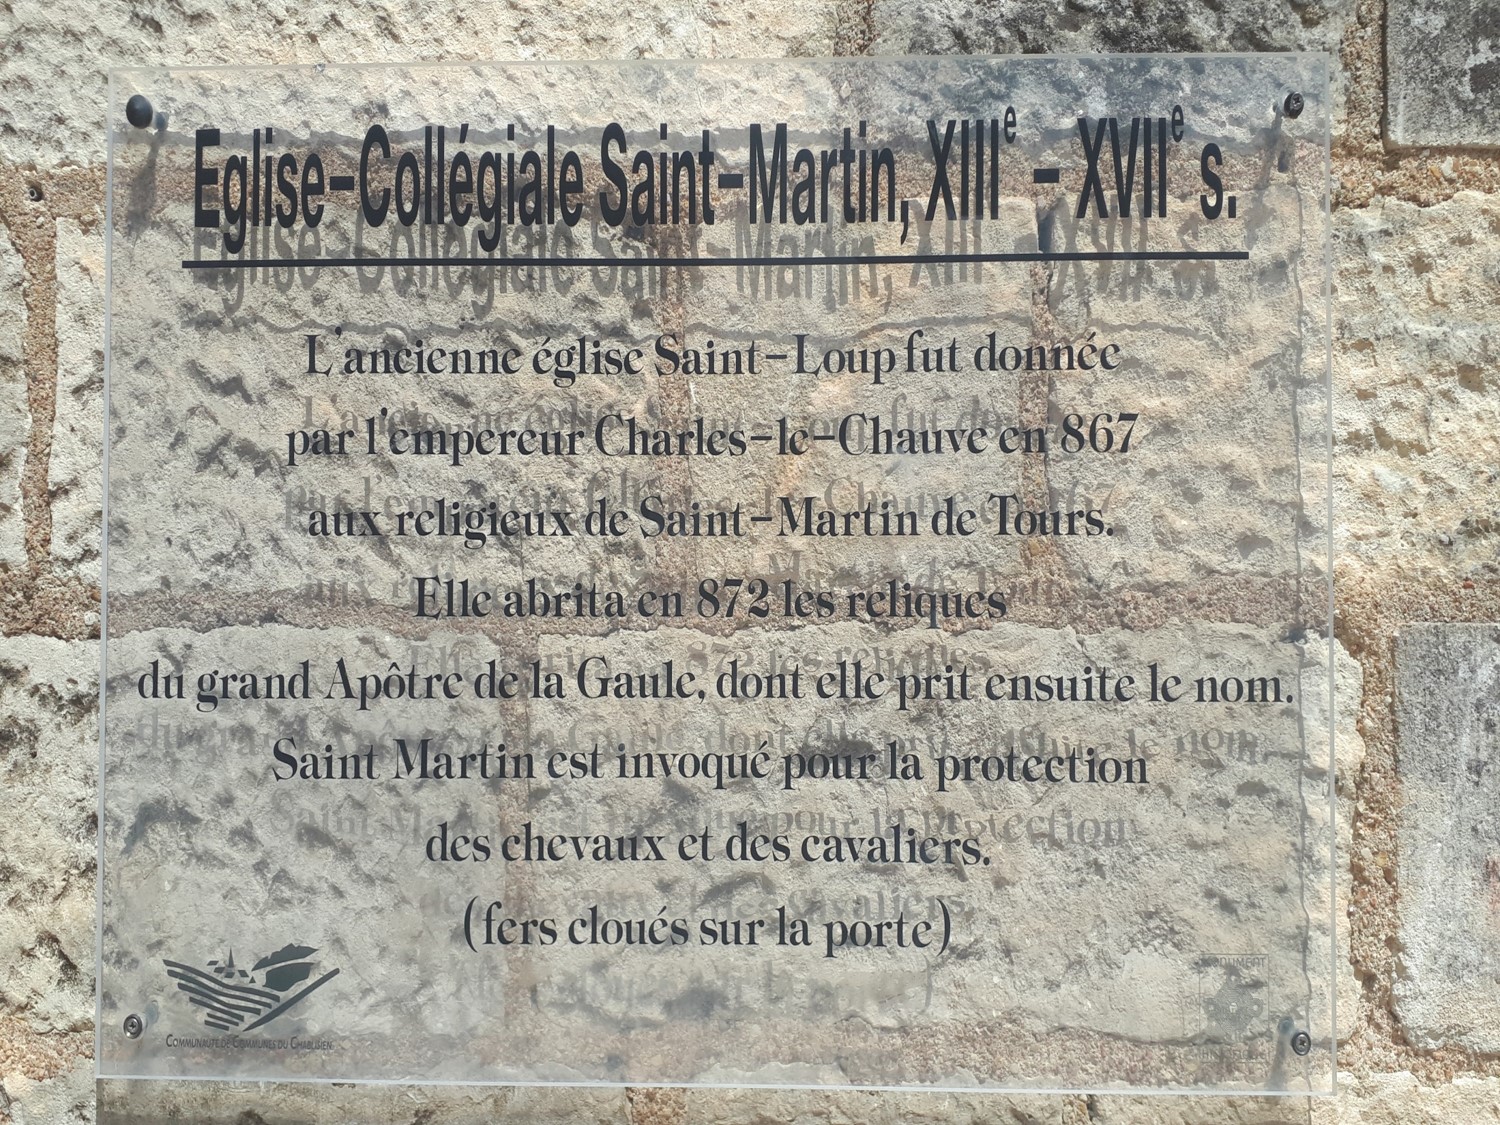 Eglise-Collégiale Saint-Martin, XIIIe - XVIIe s.
L'ancienne église Saint-Loup fut donnée
par l'empereur Charles-le-Chauve en 867
aux religieux de Saint-Martin de Tours.
Elle abrita en 872 les reliques
du grand Apôtre de la Gaule, dont elle prit ensuite le nom.
Saint Martin est invoqué pour la protection
des chevaux et des cavaliers.
(fers cloués sur la porte)
COMMUNAUTÉ DE COMMUNES DU CHABLISIEN
MONUMENT